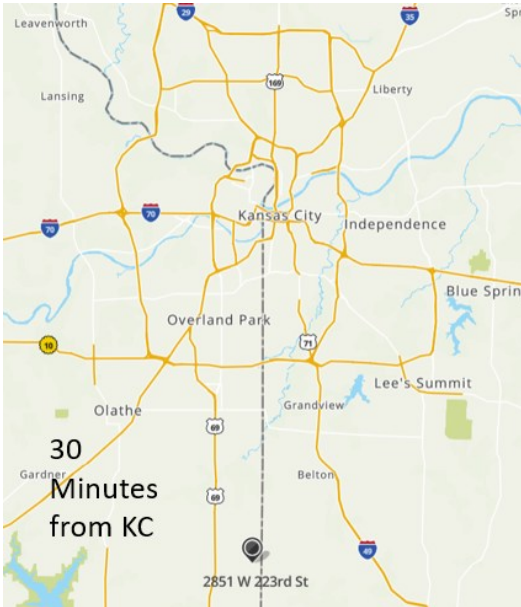 Leavenworth
29
35
Spr
Lansing
169
Liberty
70
70
Kansas City
Independence
Blue Sprin
Overland Park
10
71
Lee's Summit
Olathe
Grandview
69
30
Minutes
from KC
Gardner
Belton
69
49
2851 W 223rd St